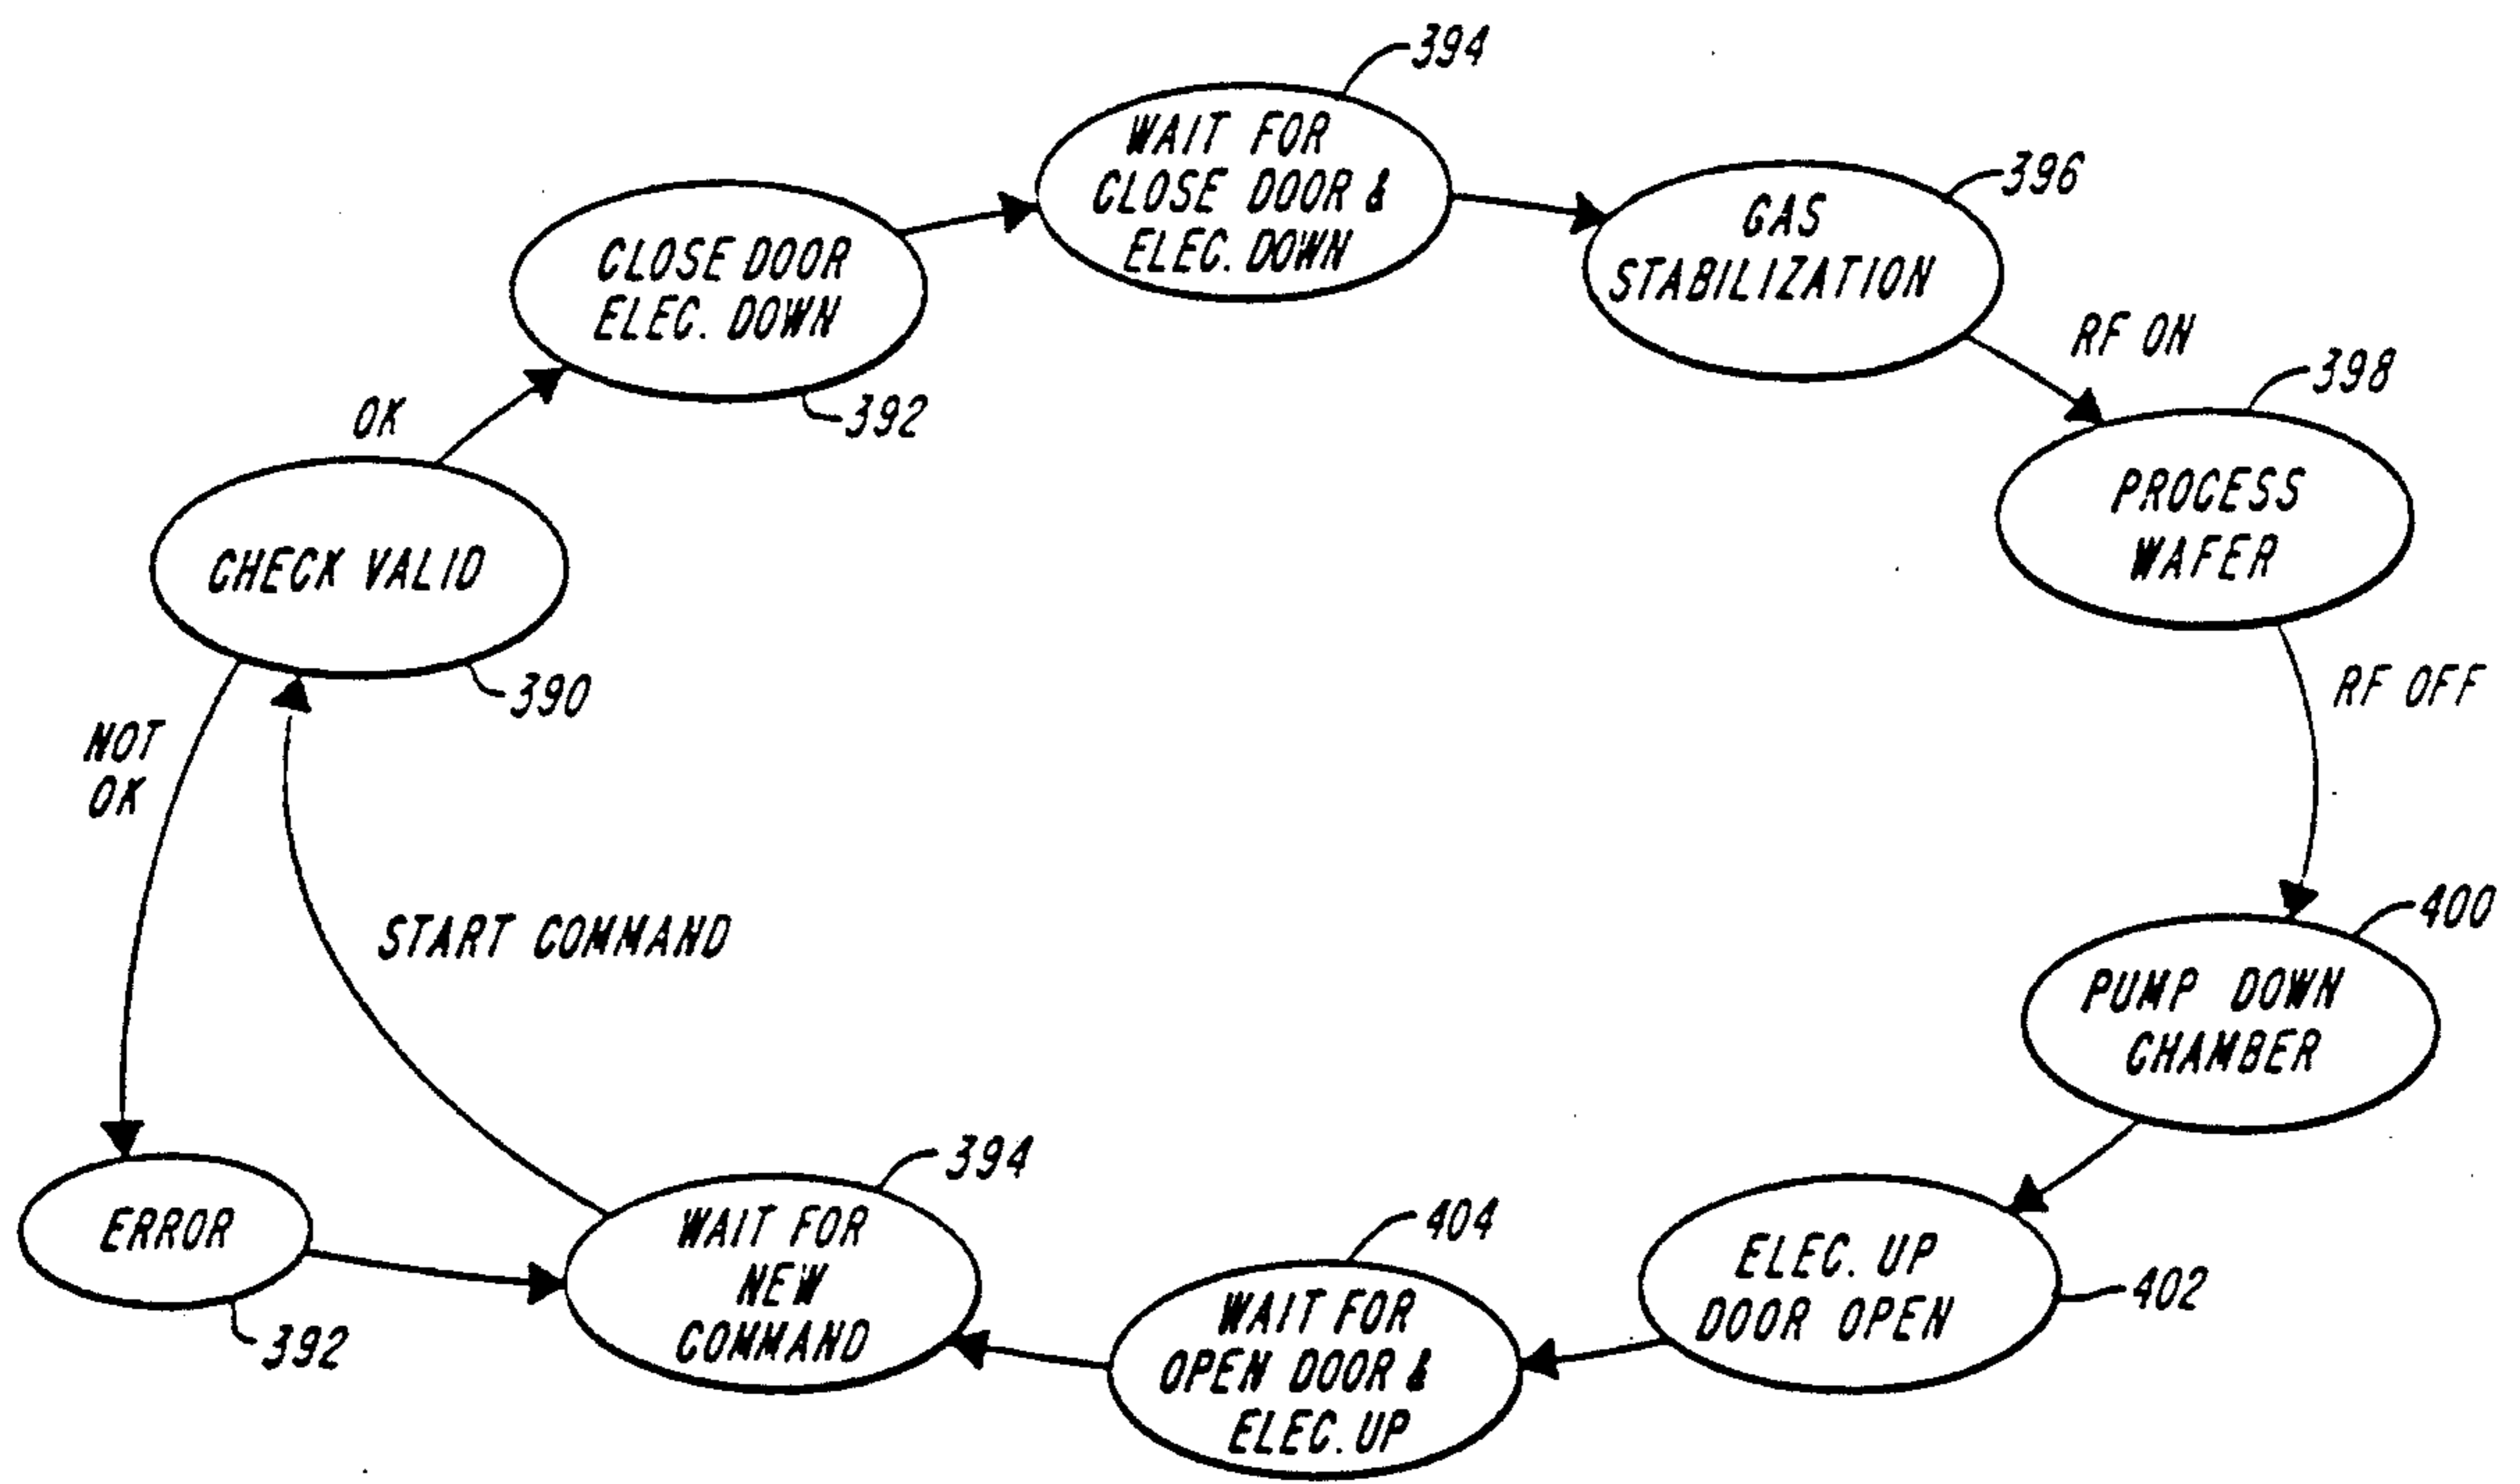 394
WAIT FOR
CLOSE DOOR &
ELEC. DOWN
396
GAS
STABILIZATION
CLOSE DOOR
ELEC. DOWN
392
RF ON
398
OK
PROCESS
WAFER
CHECK VALID
390
RF OFF
NOT
OK
400
START COMMAND
PUMP DOWN
CHAMBER
394
WAIT FOR
NEW
COMMAND
404
ERROR
392
WAIT FOR
OPEN DOOR &
ELEC. UP
ELEC. UP
DOOR OPEN
402